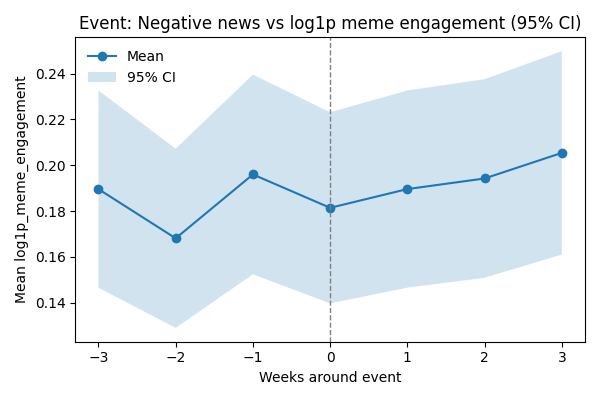 Event: Negative news vs log1p meme engagement (95% CI)
Mean
95% CI
Mean log1p_meme_engagement
0.24
0.22
0.20
0.18
0.16
0.14
−3
−2
−1
0
1
2
3
Weeks around event